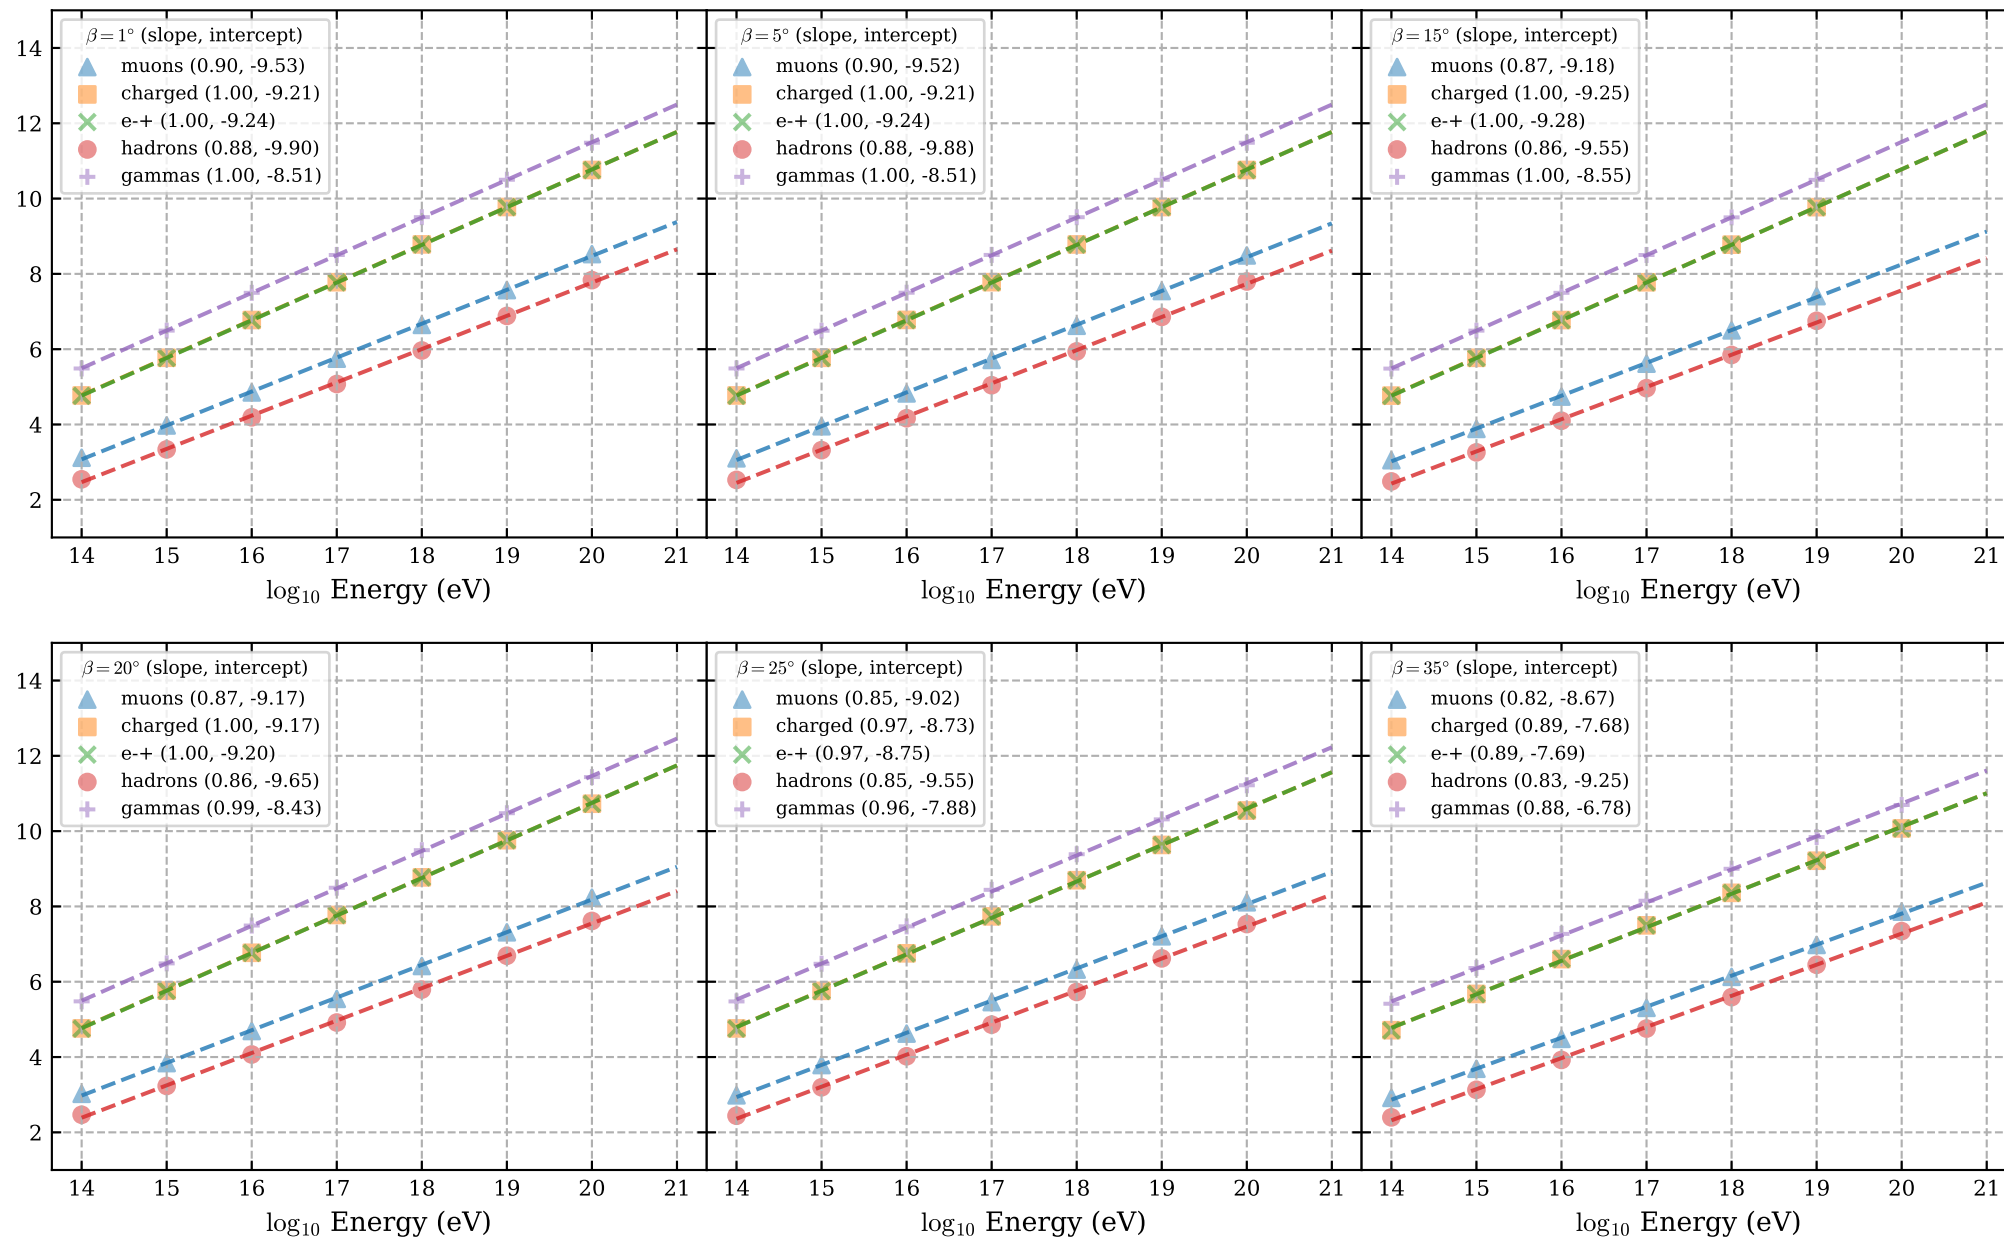 β = 1° (slope, intercept)
muons (0.90, -9.53)
charged (1.00, -9.21)
e-+ (1.00, -9.24)
hadrons (0.88, -9.90)
gammas (1.00, -8.51)
14
12
10
8
6
4
2
14 15 16 17 18 19 20 21
log₁₀ Energy (eV)
β = 5° (slope, intercept)
muons (0.90, -9.52)
charged (1.00, -9.21)
e-+ (1.00, -9.24)
hadrons (0.88, -9.88)
gammas (1.00, -8.51)
14 15 16 17 18 19 20 21
log₁₀ Energy (eV)
β = 15° (slope, intercept)
muons (0.87, -9.18)
charged (1.00, -9.25)
e-+ (1.00, -9.28)
hadrons (0.86, -9.55)
gammas (1.00, -8.55)
14 15 16 17 18 19 20 21
log₁₀ Energy (eV)
β = 20° (slope, intercept)
muons (0.87, -9.17)
charged (1.00, -9.17)
e-+ (1.00, -9.20)
hadrons (0.86, -9.65)
gammas (0.99, -8.43)
14
12
10
8
6
4
2
14 15 16 17 18 19 20 21
log₁₀ Energy (eV)
β = 25° (slope, intercept)
muons (0.85, -9.02)
charged (0.97, -8.73)
e-+ (0.97, -8.75)
hadrons (0.85, -9.55)
gammas (0.96, -7.88)
14 15 16 17 18 19 20 21
log₁₀ Energy (eV)
β = 35° (slope, intercept)
muons (0.82, -8.67)
charged (0.89, -7.68)
e-+ (0.89, -7.69)
hadrons (0.83, -9.25)
gammas (0.88, -6.78)
14 15 16 17 18 19 20 21
log₁₀ Energy (eV)